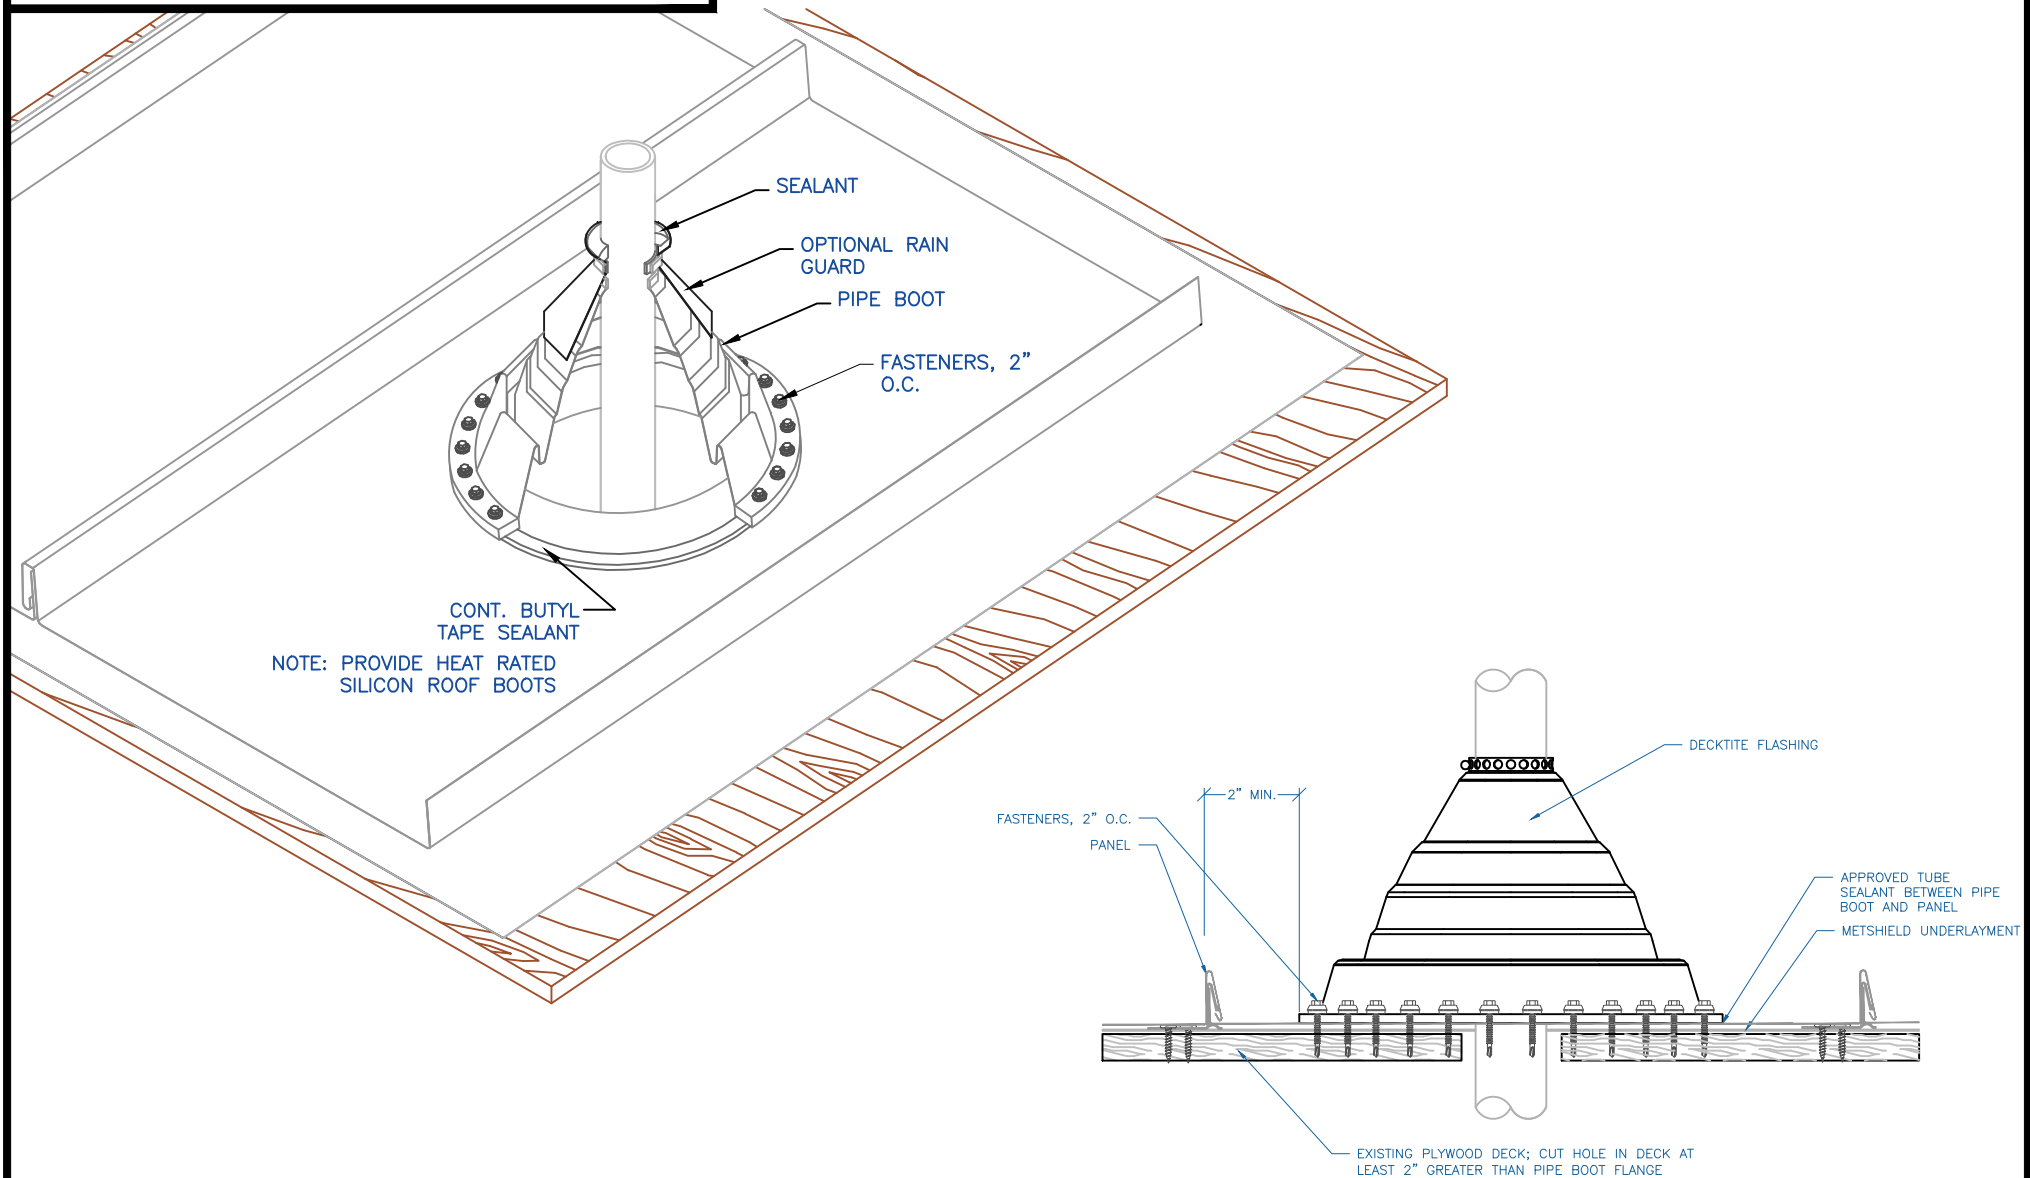 SEALANT
OPTIONAL RAIN
GUARD
PIPE BOOT
FASTENERS, 2”
O.C.
CONT. BUTYL
TAPE SEALANT
NOTE: PROVIDE HEAT RATED
SILICON ROOF BOOTS
DECKTITE FLASHING
2” MIN.
FASTENERS, 2” O.C.
PANEL
APPROVED TUBE
SEALANT BETWEEN PIPE
BOOT AND PANEL
METSHIELD UNDERLAYMENT
EXISTING PLYWOOD DECK; CUT HOLE IN DECK AT
LEAST 2” GREATER THAN PIPE BOOT FLANGE